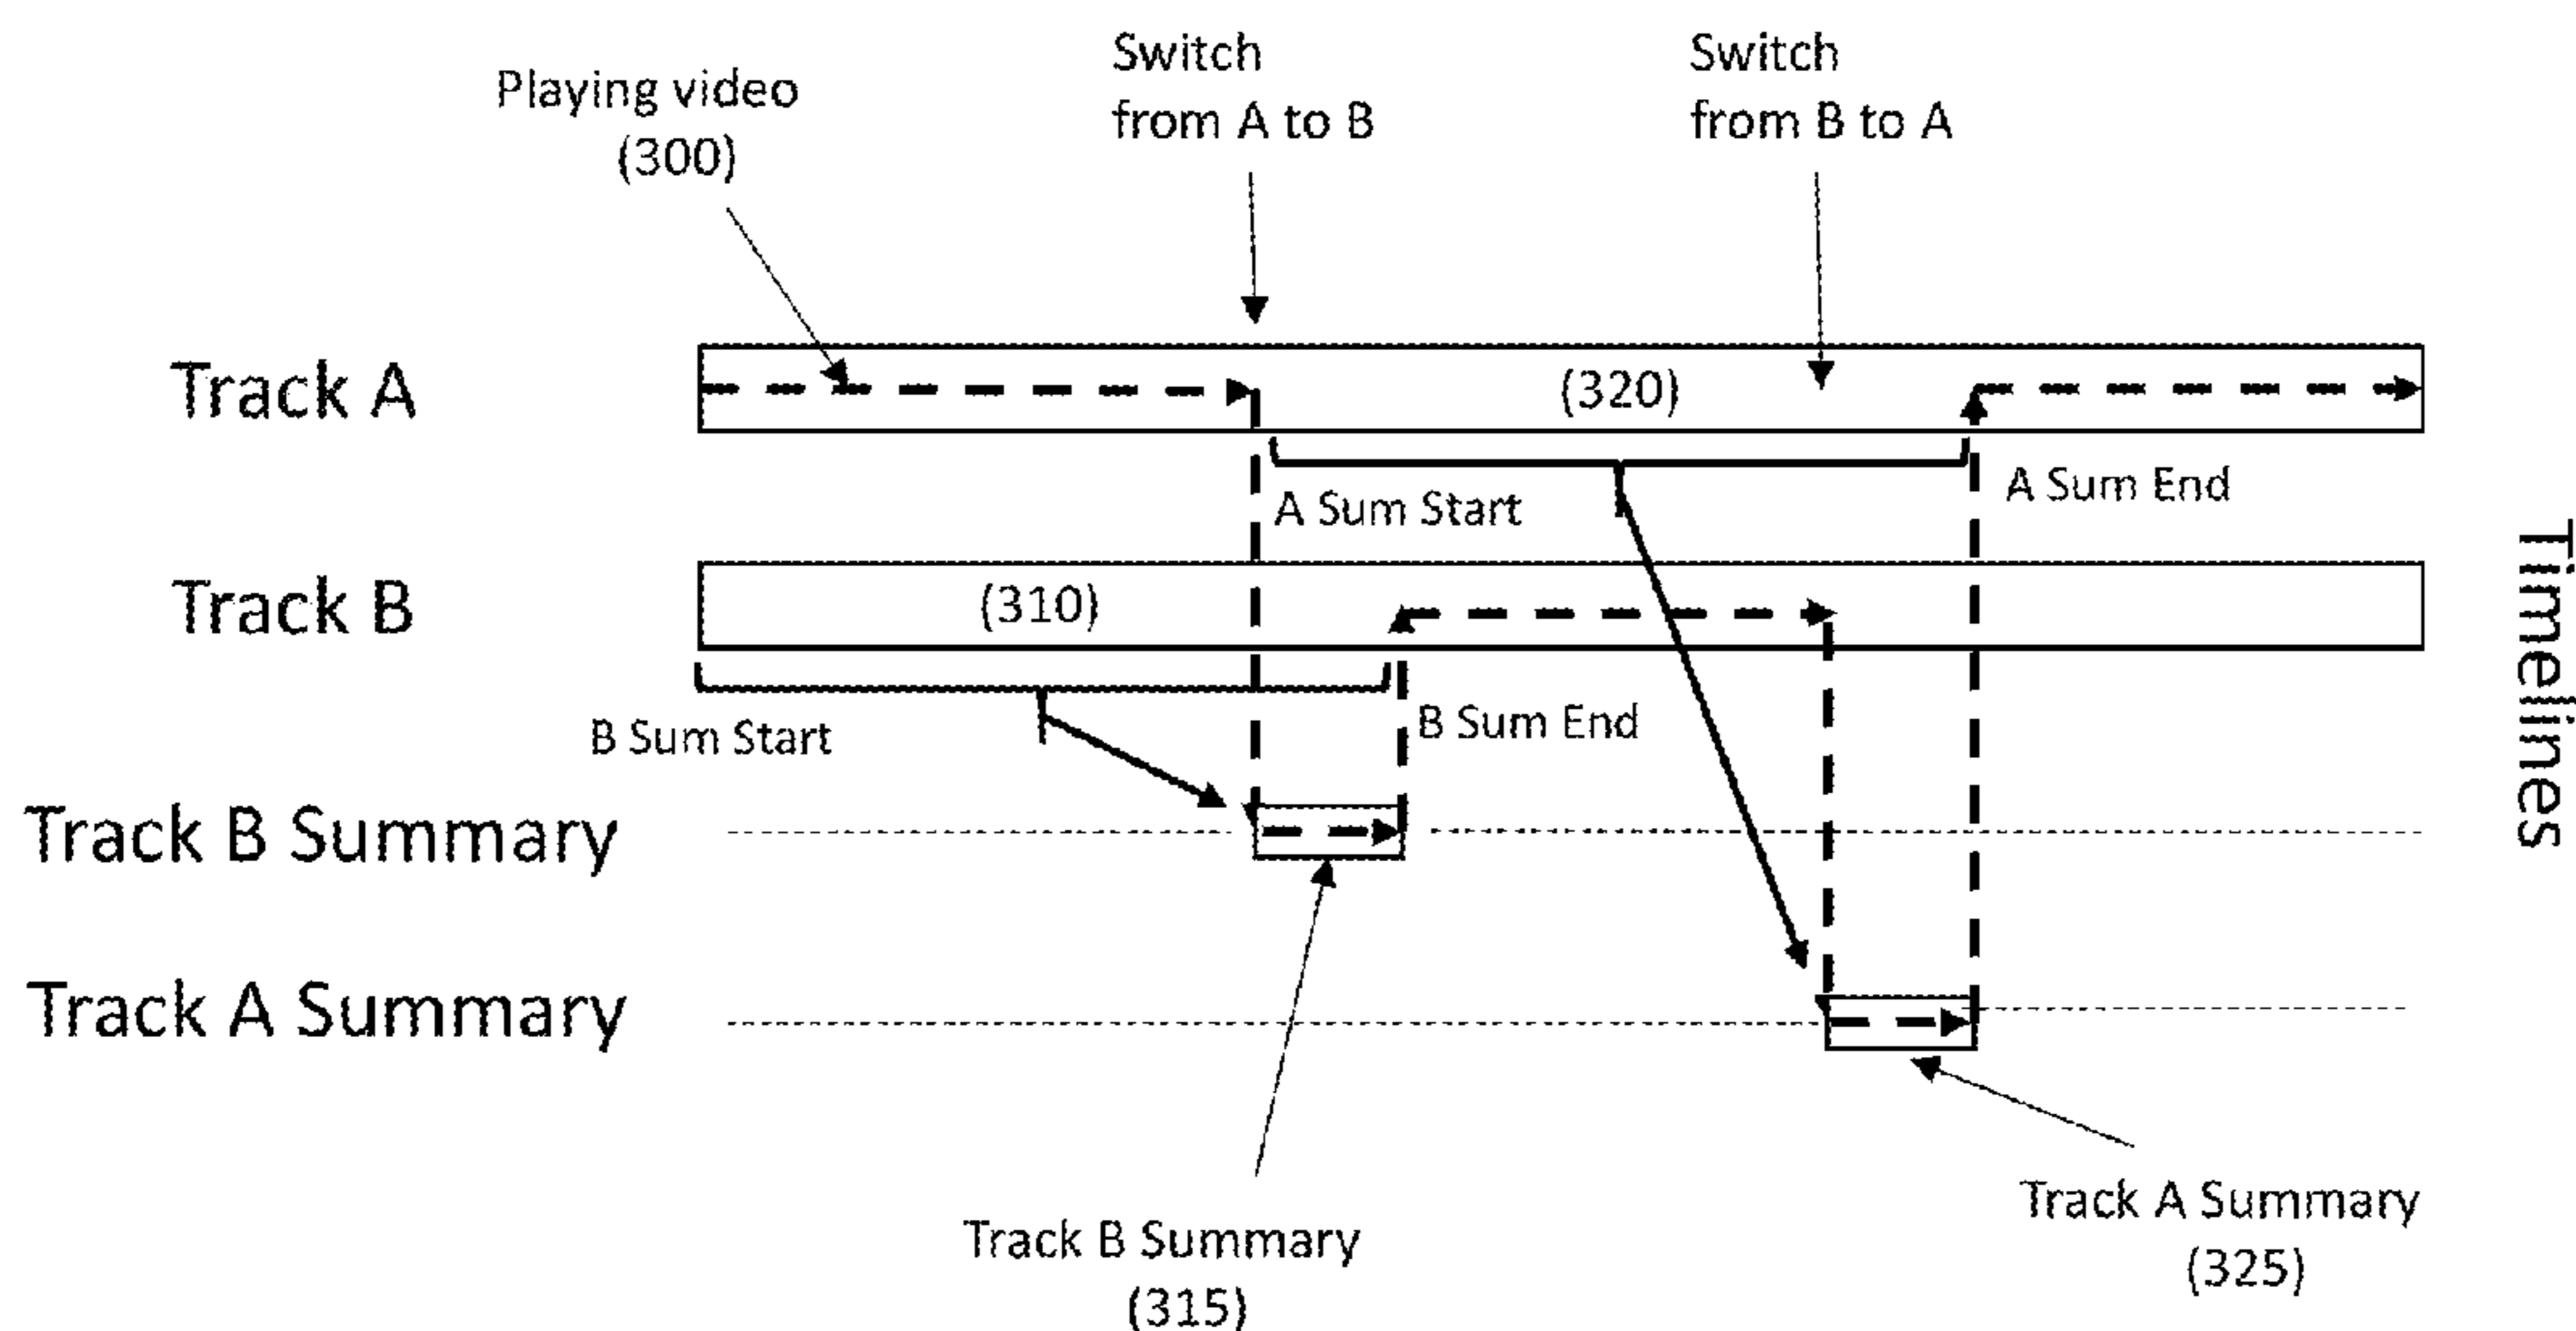 Playing video
(300)
Switch
from A to B
Switch
from B to A
Track A
(320)
A Sum Start
A Sum End
Track B
(310)
B Sum Start
B Sum End
Timelines
Track B Summary
Track A Summary
Track B Summary
(315)
Track A Summary
(325)